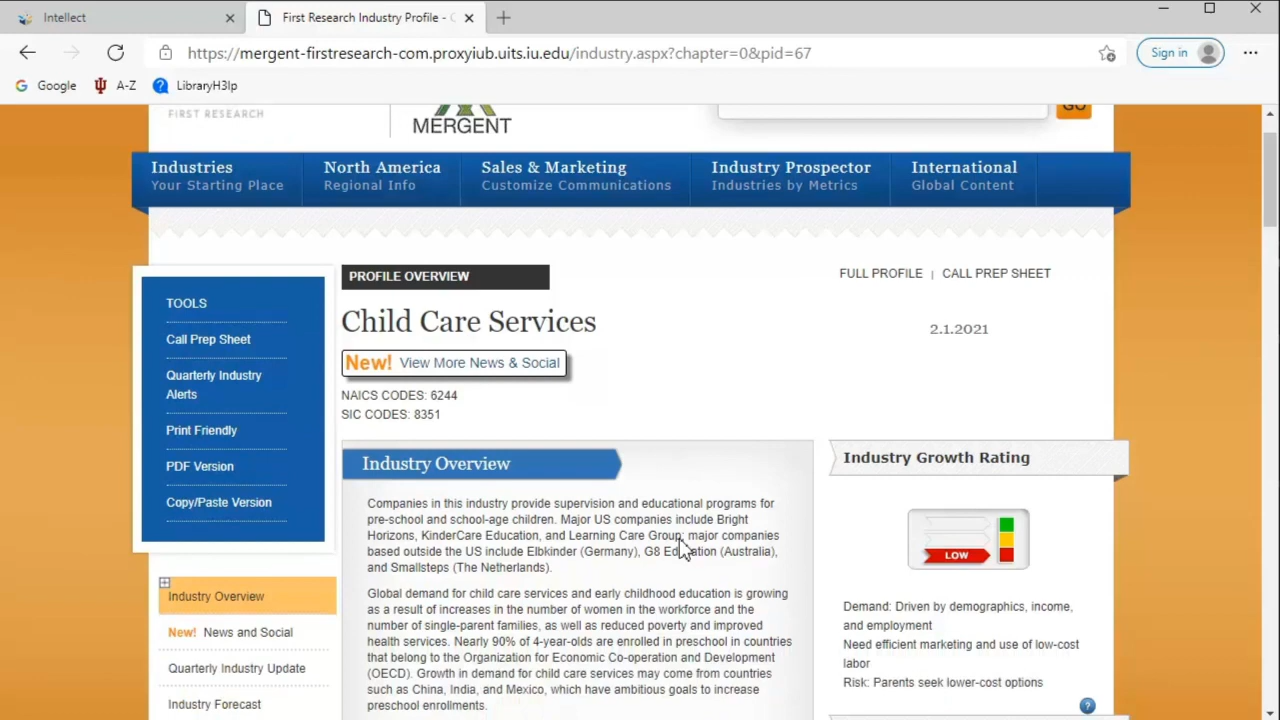 Intellect
First Research Industry Profile -
https://mergent-firstresearch-com.proxyiub.uits.iu.edu/industry.aspx?chapter=0&pid=67
Sign in
Google
A-Z
LibraryH3lp
FIRST RESEARCH
MERGENT
GO
Industries
Your Starting Place
North America
Regional Info
Sales & Marketing
Customize Communications
Industry Prospector
Industries by Metrics
International
Global Content
TOOLS
Call Prep Sheet
Quarterly Industry
Alerts
Print Friendly
PDF Version
Copy/Paste Version
Industry Overview
New! News and Social
Quarterly Industry Update
Industry Forecast
PROFILE OVERVIEW
FULL PROFILE | CALL PREP SHEET
Child Care Services
2.1.2021
New! View More News & Social
NAICS CODES: 6244
SIC CODES: 8351
Industry Overview
Companies in this industry provide supervision and educational programs for
pre-school and school-age children. Major US companies include Bright
Horizons, KinderCare Education, and Learning Care Group; major companies
based outside the US include Elbkinder (Germany), G8 Education (Australia),
and Smallsteps (The Netherlands).
Global demand for child care services and early childhood education is growing
as a result of increases in the number of women in the workforce and the
number of single-parent families, as well as reduced poverty and improved
health services. Nearly 90% of 4-year-olds are enrolled in preschool in countries
that belong to the Organization for Economic Co-operation and Development
(OECD). Growth in demand for child care services may come from countries
such as China, India, and Mexico, which have ambitious goals to increase
preschool enrollments.
Industry Growth Rating
LOW
Demand: Driven by demographics, income,
and employment
Need efficient marketing and use of low-cost
labor
Risk: Parents seek lower-cost options
?